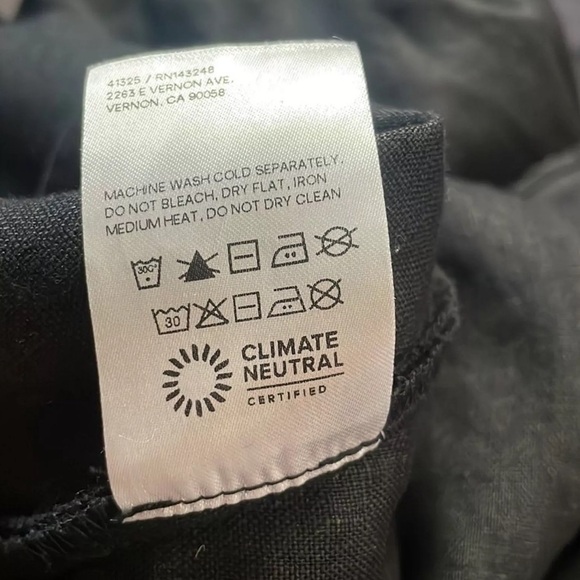 41325 / RN143248
2263 E VERNON AVE.
VERNON, CA 90058
MACHINE WASH COLD SEPARATELY.
DO NOT BLEACH, DRY FLAT, IRON
MEDIUM HEAT, DO NOT DRY CLEAN
30C°
30
CLIMATE
NEUTRAL
CERTIFIED